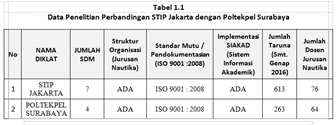 Tabel 1.1
Data Penelitian Perbandingan STIP Jakarta dengan Poltekpel Surabaya
No
NAMA
DIKLAT
JUMLAH
SDM
Struktur
Organisasi
(Jurusan
Nautika)
Standar Mutu /
Pendokumentasian
(ISO 9001 :2008)
Implementasi
SIAKAD
(Sistem
Informasi
Akademik)
Jumlah
Taruna
(Smt.
Genap
2016)
Jumlah
Dosen
Jurusan
Nautika
1
STIP
JAKARTA
7
ADA
ISO 9001 : 2008
ADA
613
76
2
POLTEKPEL
SURABAYA
4
ADA
ISO 9001 : 2008
ADA
263
64